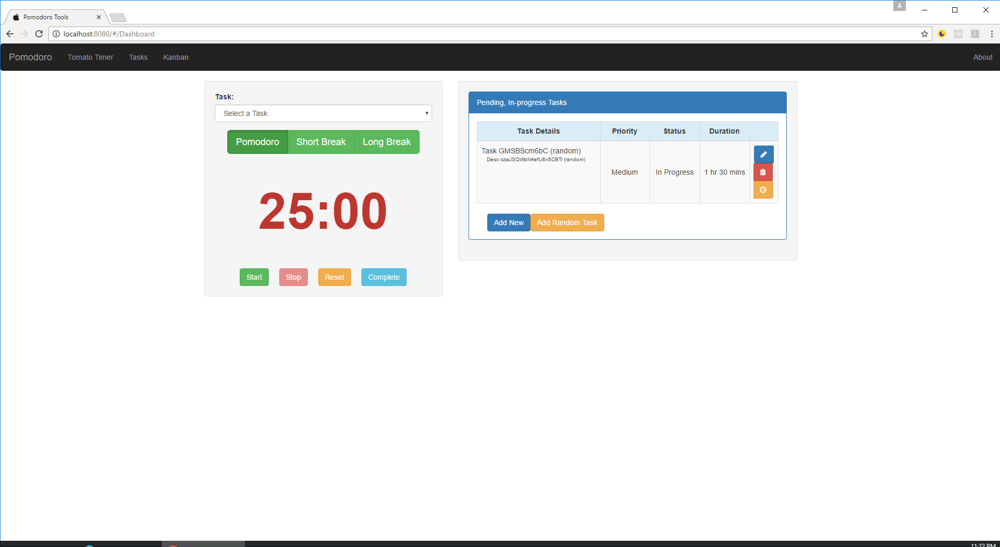 Pomodoro Tools
localhost:8080/#/Dashboard
Pomodoro Tomato Timer Tasks Kanban About
Task:
Select a Task
Pomodoro Short Break Long Break
25:00
Start Stop Reset Complete
Pending, In-progress Tasks
Task Details Priority Status Duration
Task GMSBScm6bC (random)
Desc czwJSQWbN4efU8x5CBTi (random)
Medium In Progress 1 hr 30 mins
Add New Add Random Task
11:22 PM